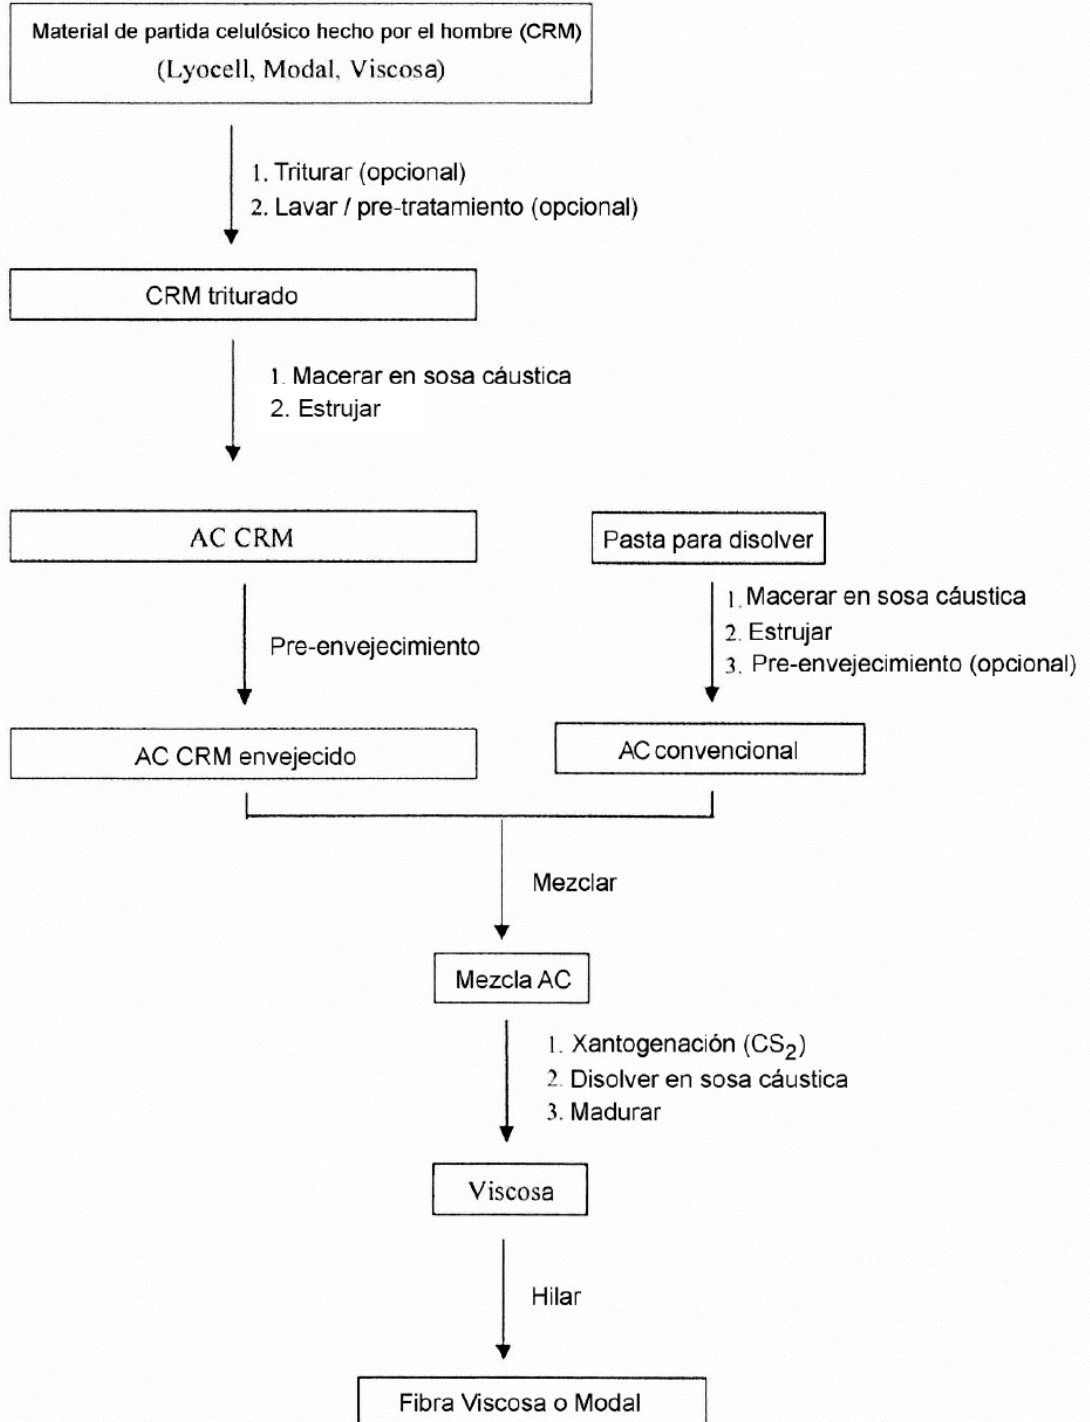 Material de partida celulósico hecho por el hombre (CRM)
(Lyocell, Modal, Viscosa)
1. Triturar (opcional)
2. Lavar / pre-tratamiento (opcional)
CRM triturado
1. Macerar en sosa cáustica
2. Estrujar
AC CRM
Pasta para disolver
Pre-envejecimiento
1. Macerar en sosa cáustica
2. Estrujar
3. Pre-envejecimiento (opcional)
AC CRM envejecido
AC convencional
Mezclar
Mezcla AC
1. Xantogenación (CS₂)
2. Disolver en sosa cáustica
3. Madurar
Viscosa
Hilar
Fibra Viscosa o Modal